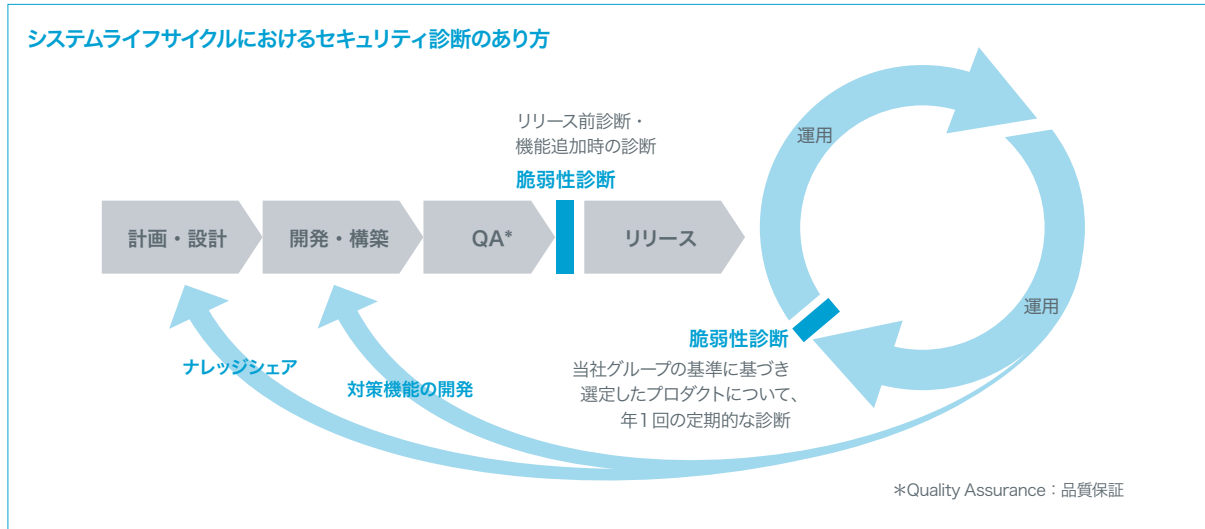 システムライフサイクルにおけるセキュリティ診断のあり方
リリース前診断・
機能追加時の診断
脆弱性診断
計画・設計
開発・構築
QA*
リリース
運用
運用
脆弱性診断
当社グループの基準に基づき
選定したプロダクトについて、
年1回の定期的な診断
ナレッジシェア
対策機能の開発
*Quality Assurance:品質保証